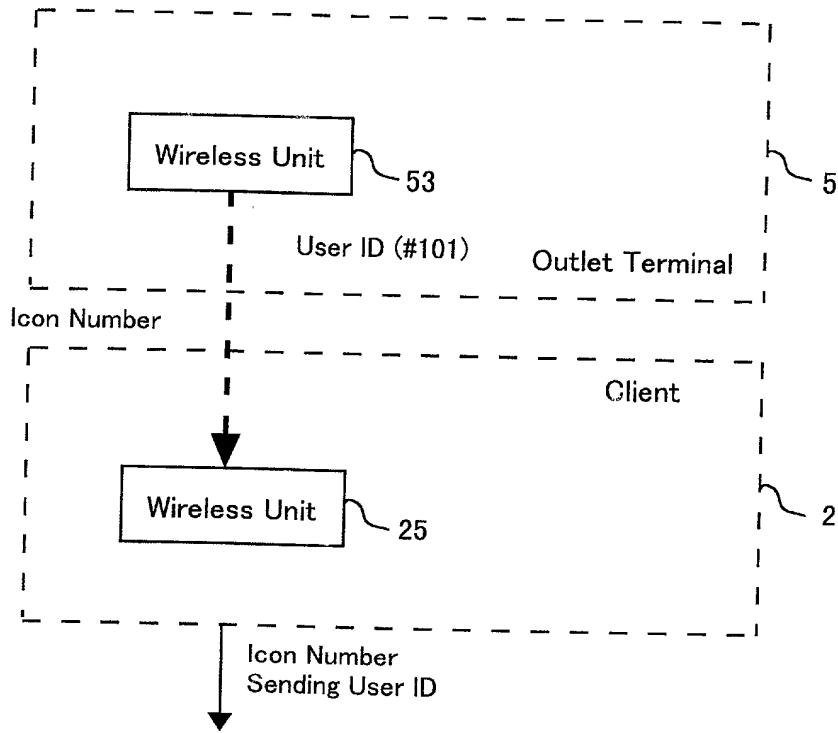 Wireless Unit
53
5
User ID (#101)
Outlet Terminal
Icon Number
Client
Wireless Unit
25
2
Icon Number
Sending User ID